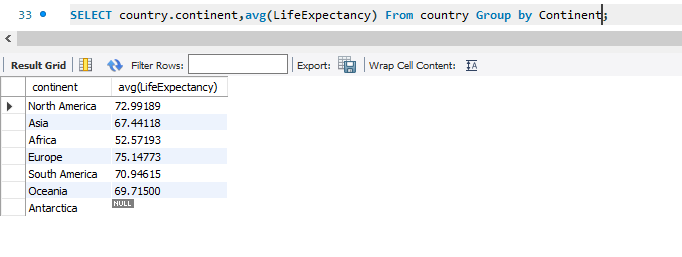 33 SELECT country.continent,avg(LifeExpectancy) From country Group by Continent;
Result Grid Filter Rows: Export: Wrap Cell Content: IA
continent avg(LifeExpectancy)
North America 72.99189
Asia 67.44118
Africa 52.57193
Europe 75.14773
South America 70.94615
Oceania 69.71500
Antarctica NULL